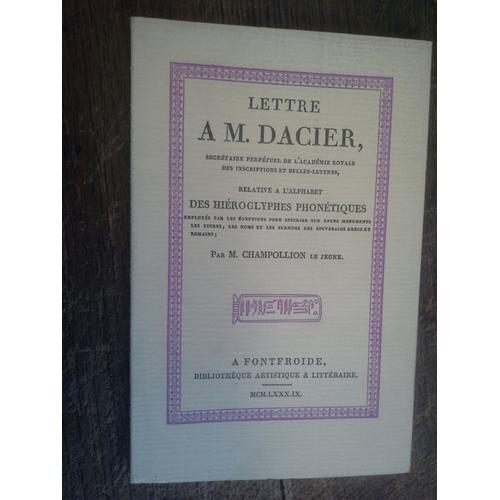 LETTRE
A M. DACIER,
SECRÉTAIRE PERPÉTUEL DE L'ACADÉMIE ROYALE
DES INSCRIPTIONS ET BELLES-LETTRES,
RELATIVE A L'ALPHABET
DES HIÉROGLYPHES PHONÉTIQUES
EMPLOYÉS PAR LES ÉGYPTIENS POUR INSCRIRE SUR LEURS MONUMENTS
LES TITRES, LES NOMS ET LES SURNOMS DES SOUVERAINS GRECS ET
ROMAINS;
PAR M. CHAMPOLLION LE JEUNE.
A FONTFROIDE,
BIBLIOTHÈQUE ARTISTIQUE & LITTÉRAIRE.
MCM.LXXX.IX.